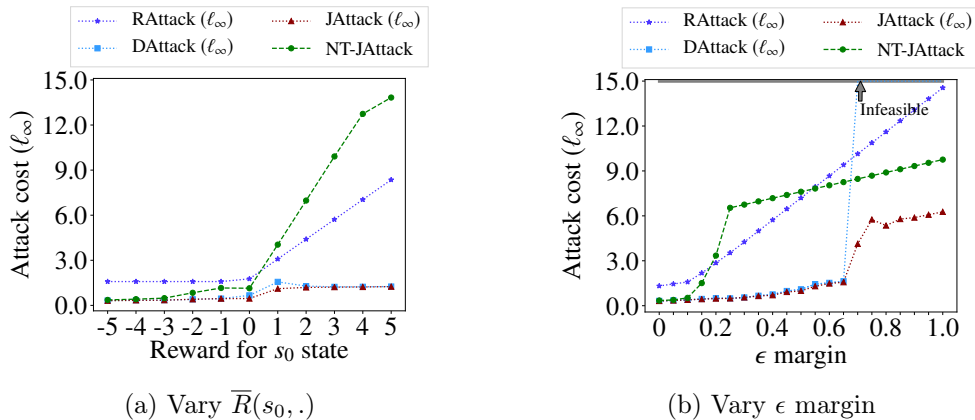 RAttack (ℓ∞) JAttack (ℓ∞)
DAttack (ℓ∞) NT-JAttack
15.0
12.0
9.0
6.0
3.0
0.0
Attack cost (ℓ∞)
-5 -4 -3 -2 -1 0 1 2 3 4 5
Reward for s₀ state
(a) Vary R̅(s₀, .)
RAttack (ℓ∞) JAttack (ℓ∞)
DAttack (ℓ∞) NT-JAttack
15.0
12.0
9.0
6.0
3.0
0.0
Attack cost (ℓ∞)
Infeasible
0 0.2 0.4 0.6 0.8 1.0
ϵ margin
(b) Vary ϵ margin